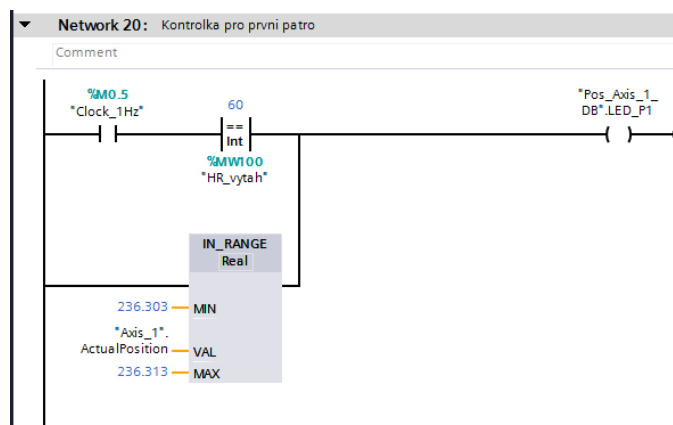 Network 20: Kontrolka pro prvni patro
Comment
%M0.5
"Clock_1Hz"
60
==
Int
%MW100
"HR_vytah"
"Pos_Axis_1_
DB".LED_P1
IN_RANGE
Real
236.303 MIN
"Axis_1".
ActualPosition VAL
236.313 MAX